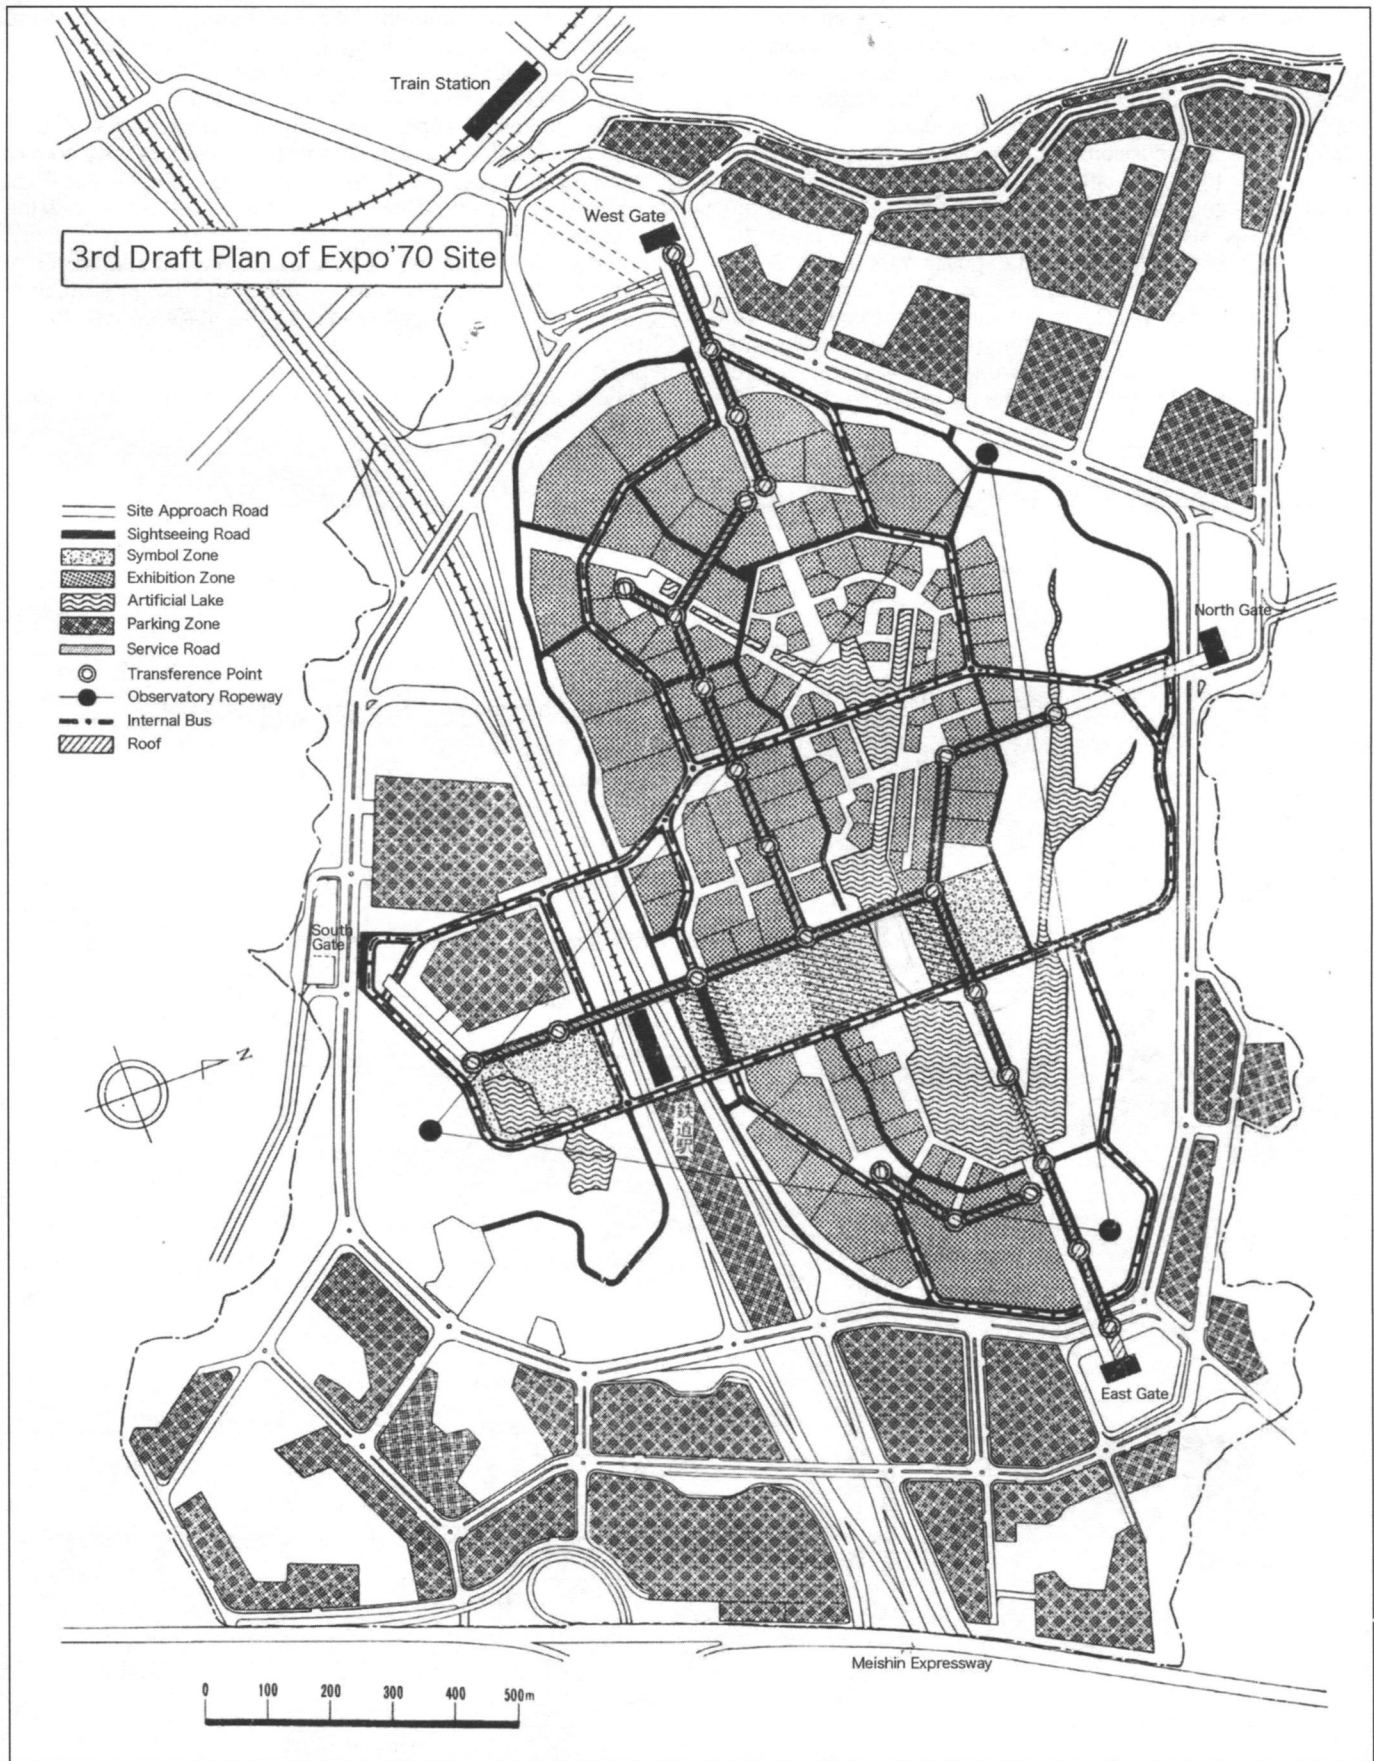 Train Station
West Gate
3rd Draft Plan of Expo'70 Site
Site Approach Road
Sightseeing Road
Symbol Zone
Exhibition Zone
Artificial Lake
Parking Zone
Service Road
Transference Point
Observatory Ropeway
Internal Bus
Roof
North Gate
South
Gate
N
鉄道駅
East Gate
Meishin Expressway
0 100 200 300 400 500m